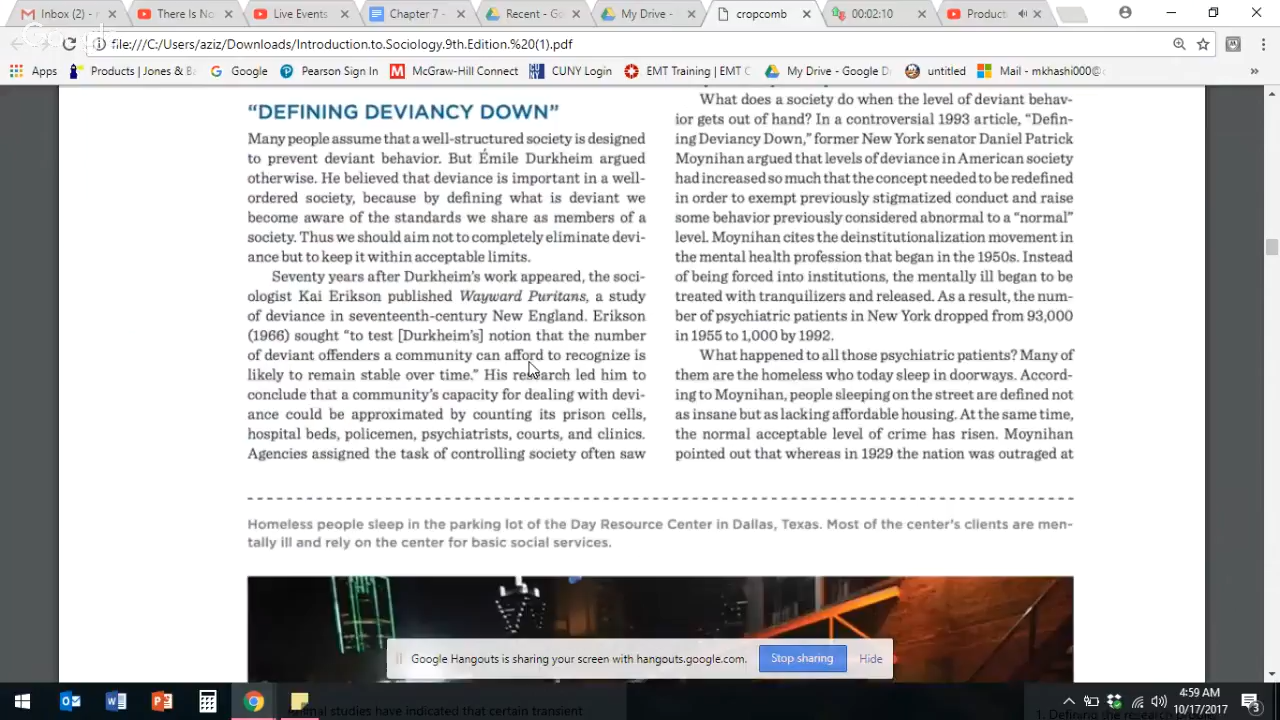 Inbox (2) -
There Is No
Live Events
Chapter 7 -
Recent - Go
My Drive -
cropcomb
00:02:10
Product
file:///C:/Users/aziz/Downloads/Introduction.to.Sociology.9th.Edition.%20(1).pdf
Apps
Products | Jones & Ba
Google
Pearson Sign In
McGraw-Hill Connect
CUNY Login
EMT Training | EMT C
My Drive - Google D
untitled
Mail - mkhashi000@c
»
“DEFINING DEVIANCY DOWN”
Many people assume that a well-structured society is designed
to prevent deviant behavior. But Émile Durkheim argued
otherwise. He believed that deviance is important in a well-
ordered society, because by defining what is deviant we
become aware of the standards we share as members of a
society. Thus we should aim not to completely eliminate devi-
ance but to keep it within acceptable limits.
Seventy years after Durkheim’s work appeared, the soci-
ologist Kai Erikson published Wayward Puritans, a study
of deviance in seventeenth-century New England. Erikson
(1966) sought “to test [Durkheim’s] notion that the number
of deviant offenders a community can afford to recognize is
likely to remain stable over time.” His research led him to
conclude that a community’s capacity for dealing with devi-
ance could be approximated by counting its prison cells,
hospital beds, policemen, psychiatrists, courts, and clinics.
Agencies assigned the task of controlling society often saw
What does a society do when the level of deviant behav-
ior gets out of hand? In a controversial 1993 article, “Defin-
ing Deviancy Down,” former New York senator Daniel Patrick
Moynihan argued that levels of deviance in American society
had increased so much that the concept needed to be redefined
in order to exempt previously stigmatized conduct and raise
some behavior previously considered abnormal to a “normal”
level. Moynihan cites the deinstitutionalization movement in
the mental health profession that began in the 1950s. Instead
of being forced into institutions, the mentally ill began to be
treated with tranquilizers and released. As a result, the num-
ber of psychiatric patients in New York dropped from 93,000
in 1955 to 1,000 by 1992.
What happened to all those psychiatric patients? Many of
them are the homeless who today sleep in doorways. Accord-
ing to Moynihan, people sleeping on the street are defined not
as insane but as lacking affordable housing. At the same time,
the normal acceptable level of crime has risen. Moynihan
pointed out that whereas in 1929 the nation was outraged at
Homeless people sleep in the parking lot of the Day Resource Center in Dallas, Texas. Most of the center’s clients are men-
tally ill and rely on the center for basic social services.
Google Hangouts is sharing your screen with hangouts.google.com.
Stop sharing
Hide
studies have indicated that certain transient
1. Defining the research
4:59 AM
10/17/2017
3